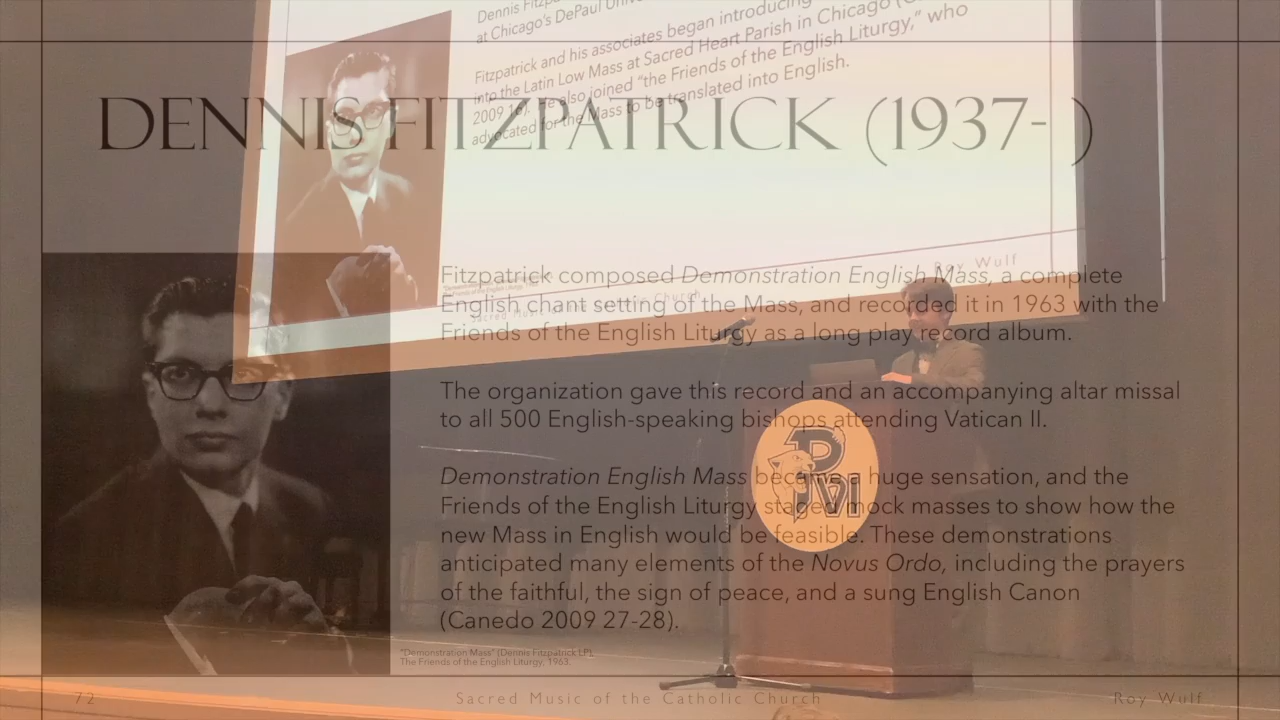 Dennis Fitzp
at Chicago's DePaul Univ
Fitzpatrick and his associates began introducing
into the Latin Low Mass at Sacred Heart Parish in Chicago (C
2009 16). He also joined "the Friends of the English Liturgy," who
advocated for the Mass to be translated into English.
DENNIS FITZPATRICK (1937- )
Roy Wulf
Sacred Music of the Catholic Church
Fitzpatrick composed Demonstration English Mass, a complete
English chant setting of the Mass, and recorded it in 1963 with the
Friends of the English Liturgy as a long play record album.
The organization gave this record and an accompanying altar missal
to all 500 English-speaking bishops attending Vatican II.
Demonstration English Mass became a huge sensation, and the
Friends of the English Liturgy staged mock masses to show how the
new Mass in English would be feasible. These demonstrations
anticipated many elements of the Novus Ordo, including the prayers
of the faithful, the sign of peace, and a sung English Canon
(Canedo 2009 27-28).
"Demonstration Mass" (Dennis Fitzpatrick LP),
The Friends of the English Liturgy, 1963.
72
Sacred Music of the Catholic Church
Roy Wulf